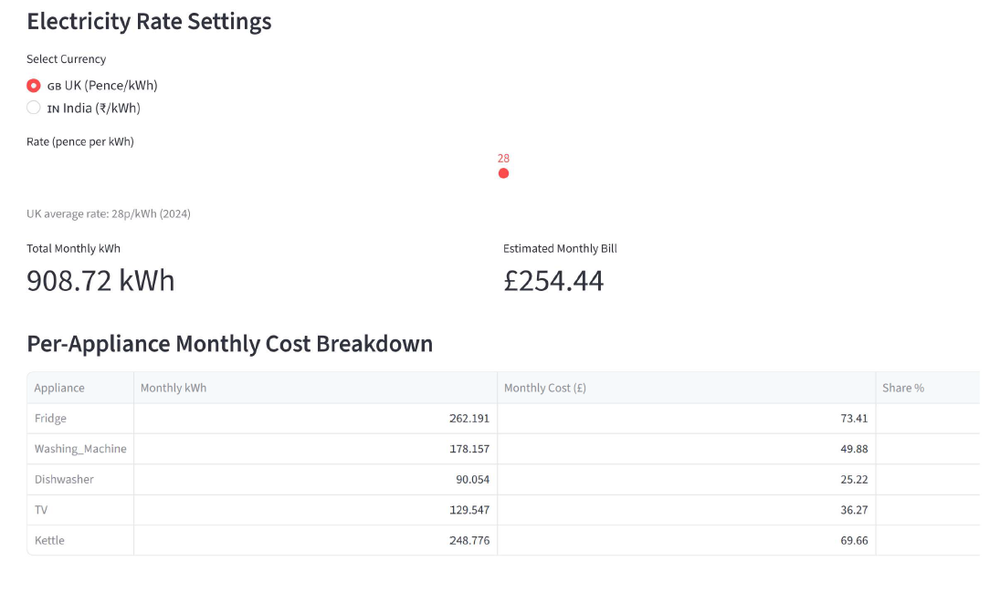 Electricity Rate Settings
Select Currency
GB UK (Pence/kWh)
IN India (₹/kWh)
Rate (pence per kWh)
28
UK average rate: 28p/kWh (2024)
Total Monthly kWh Estimated Monthly Bill
908.72 kWh £254.44
Per-Appliance Monthly Cost Breakdown
Appliance Monthly kWh Monthly Cost (£) Share %
Fridge 262.191 73.41
Washing_Machine 178.157 49.88
Dishwasher 90.054 25.22
TV 129.547 36.27
Kettle 248.776 69.66